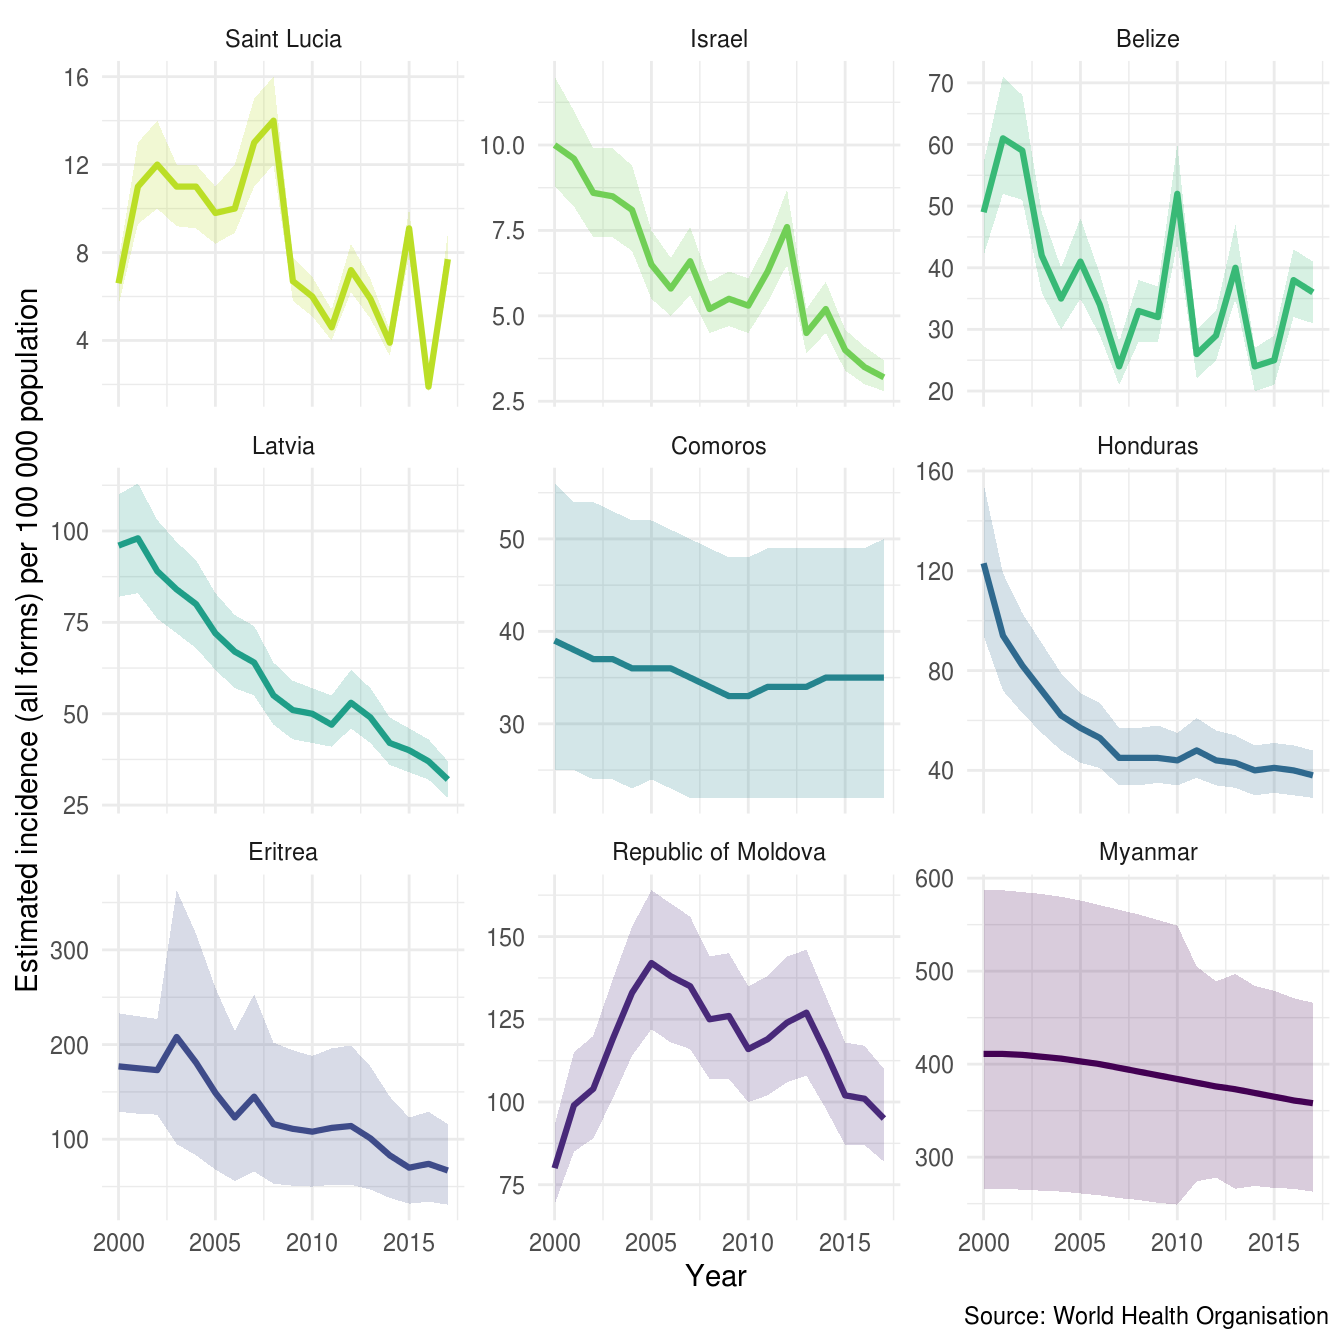 Saint Lucia
Israel
Belize
16
12
8
4
10.0
7.5
5.0
2.5
70
60
50
40
30
20
Latvia
Comoros
Honduras
100
75
50
25
50
40
30
160
120
80
40
Eritrea
Republic of Moldova
Myanmar
300
200
100
150
125
100
75
600
500
400
300
2000 2005 2010 2015
2000 2005 2010 2015
2000 2005 2010 2015
Estimated incidence (all forms) per 100 000 population
Year
Source: World Health Organisation